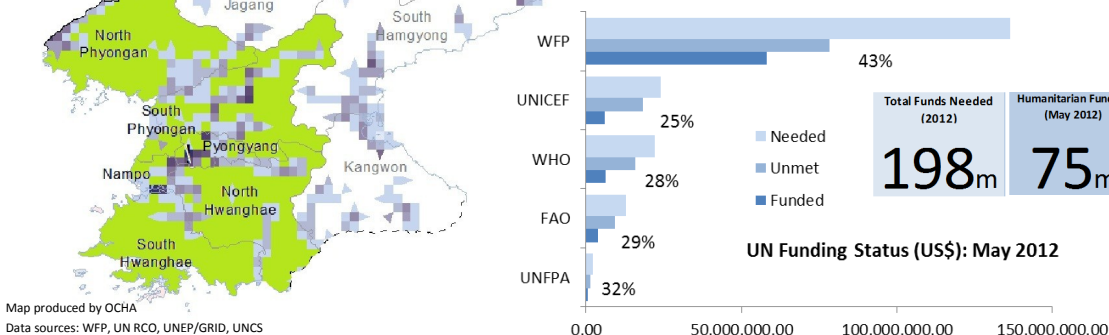 Jagang
South
Hamgyong
North
Phyongan
South
Phyongan
Pyongyang
Nampo
Kangwon
North
Hwanghae
South
Hwanghae
Map produced by OCHA
Data sources: WFP, UN RCO, UNEP/GRID, UNCS
WFP
43%
UNICEF
25%
WHO
28%
FAO
29%
UNFPA
32%
Needed
Unmet
Funded
Total Funds Needed
(2012)
198m
Humanitarian Fund
(May 2012)
75m
UN Funding Status (US$): May 2012
0.00
50.000.000.00
100.000.000.00
150.000.000.00